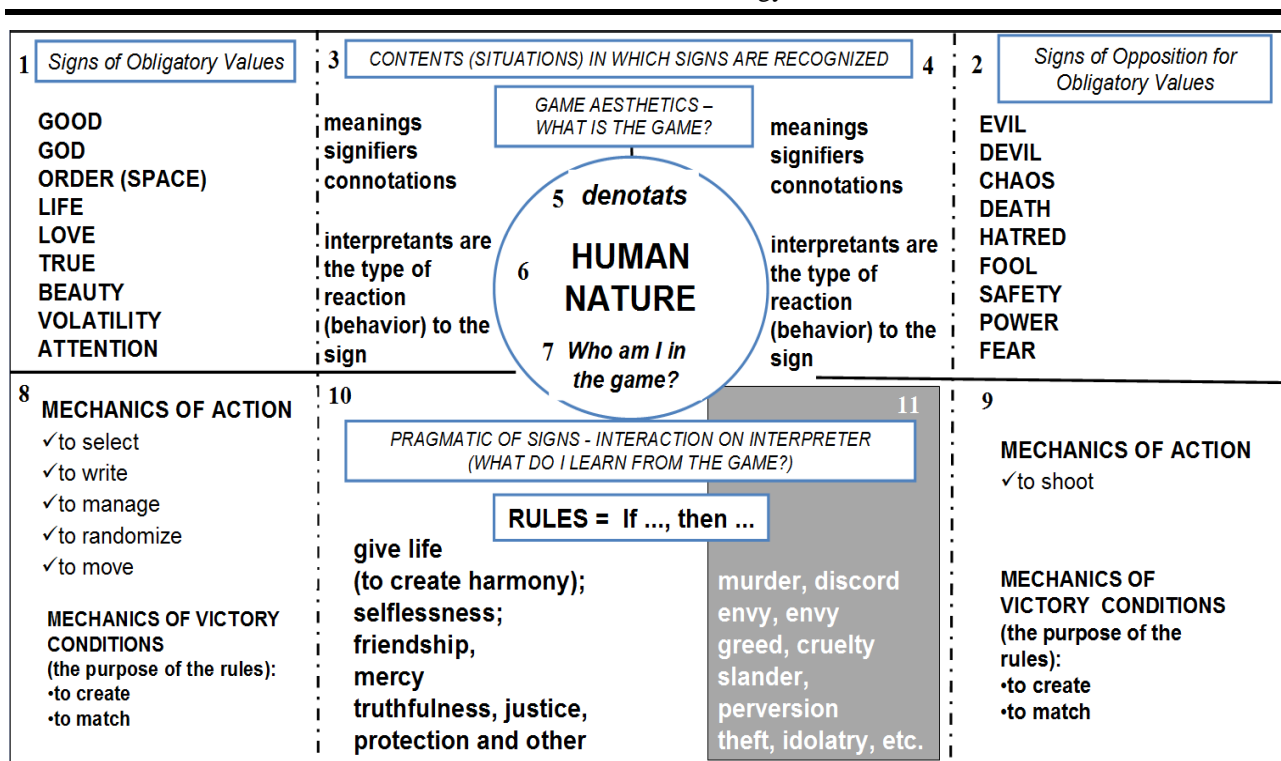 1 Signs of Obligatory Values
GOOD
GOD
ORDER (SPACE)
LIFE
LOVE
TRUE
BEAUTY
VOLATILITY
ATTENTION
3 CONTENTS (SITUATIONS) IN WHICH SIGNS ARE RECOGNIZED 4
GAME AESTHETICS –
WHAT IS THE GAME?
meanings
signifiers
connotations
interpretants are
the type of
reaction
(behavior) to the
sign
5 denotats
6 HUMAN
NATURE
7 Who am I in
the game?
meanings
signifiers
connotations
interpretants are
the type of
reaction
(behavior) to the
sign
2 Signs of Opposition for
Obligatory Values
EVIL
DEVIL
CHAOS
DEATH
HATRED
FOOL
SAFETY
POWER
FEAR
8
MECHANICS OF ACTION
✓to select
✓to write
✓to manage
✓to randomize
✓to move
MECHANICS OF VICTORY
CONDITIONS
(the purpose of the rules):
•to create
•to match
10
11
PRAGMATIC OF SIGNS - INTERACTION ON INTERPRETER
(WHAT DO I LEARN FROM THE GAME?)
RULES = If ..., then ...
give life
(to create harmony);
selflessness;
friendship,
mercy
truthfulness, justice,
protection and other
murder, discord
envy, envy
greed, cruelty
slander,
perversion
theft, idolatry, etc.
9
MECHANICS OF ACTION
✓to shoot
MECHANICS OF
VICTORY CONDITIONS
(the purpose of the
rules):
•to create
•to match